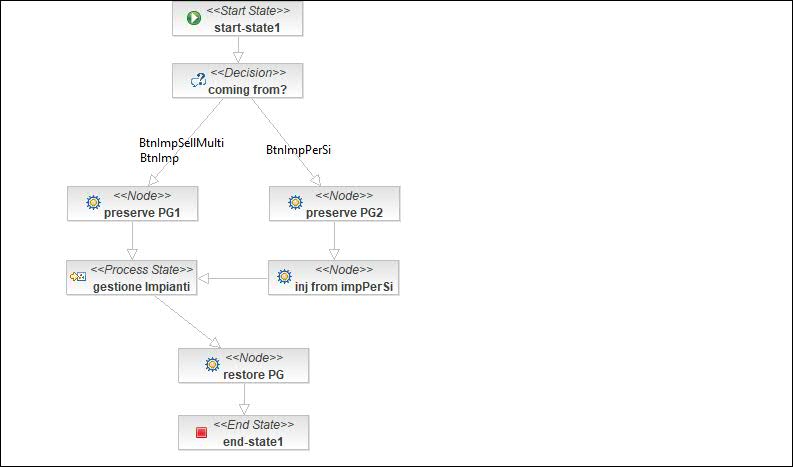 <<Start State>>
start-state1
<<Decision>>
coming from?
BtnImpSellMulti
BtnImp
BtnImpPerSi
<<Node>>
preserve PG1
<<Node>>
preserve PG2
<<Process State>>
gestione Impianti
<<Node>>
inj from impPerSi
<<Node>>
restore PG
<<End State>>
end-state1